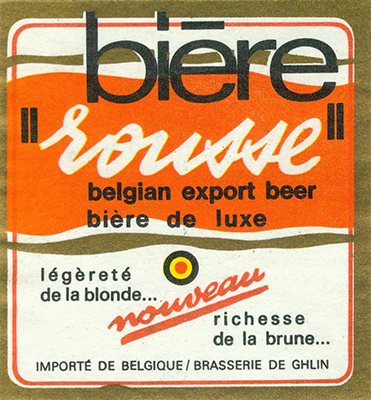 bière
"rousse"
belgian export beer
bière de luxe
légèreté
de la blonde...
nouveau
richesse
de la brune...
IMPORTÉ DE BELGIQUE / BRASSERIE DE GHLIN